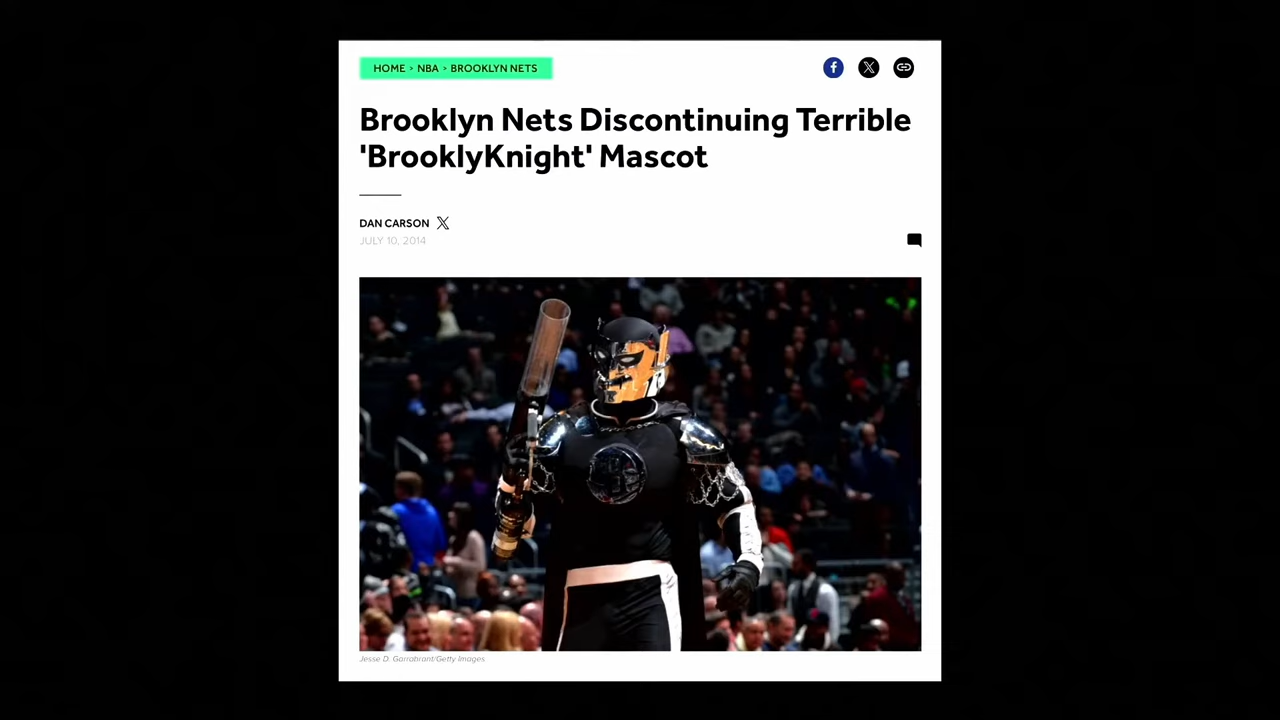 HOME > NBA > BROOKLYN NETS
Brooklyn Nets Discontinuing Terrible
'BrooklyKnight' Mascot
DAN CARSON
JULY 10, 2014
Jesse D. Garrabrant/Getty Images